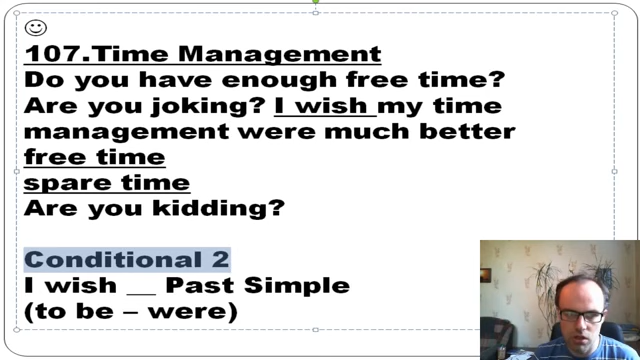 107.Time Management
Do you have enough free time?
Are you joking? I wish my time
management were much better
free time
spare time
Are you kidding?
Conditional 2
I wish __ Past Simple
(to be – were)